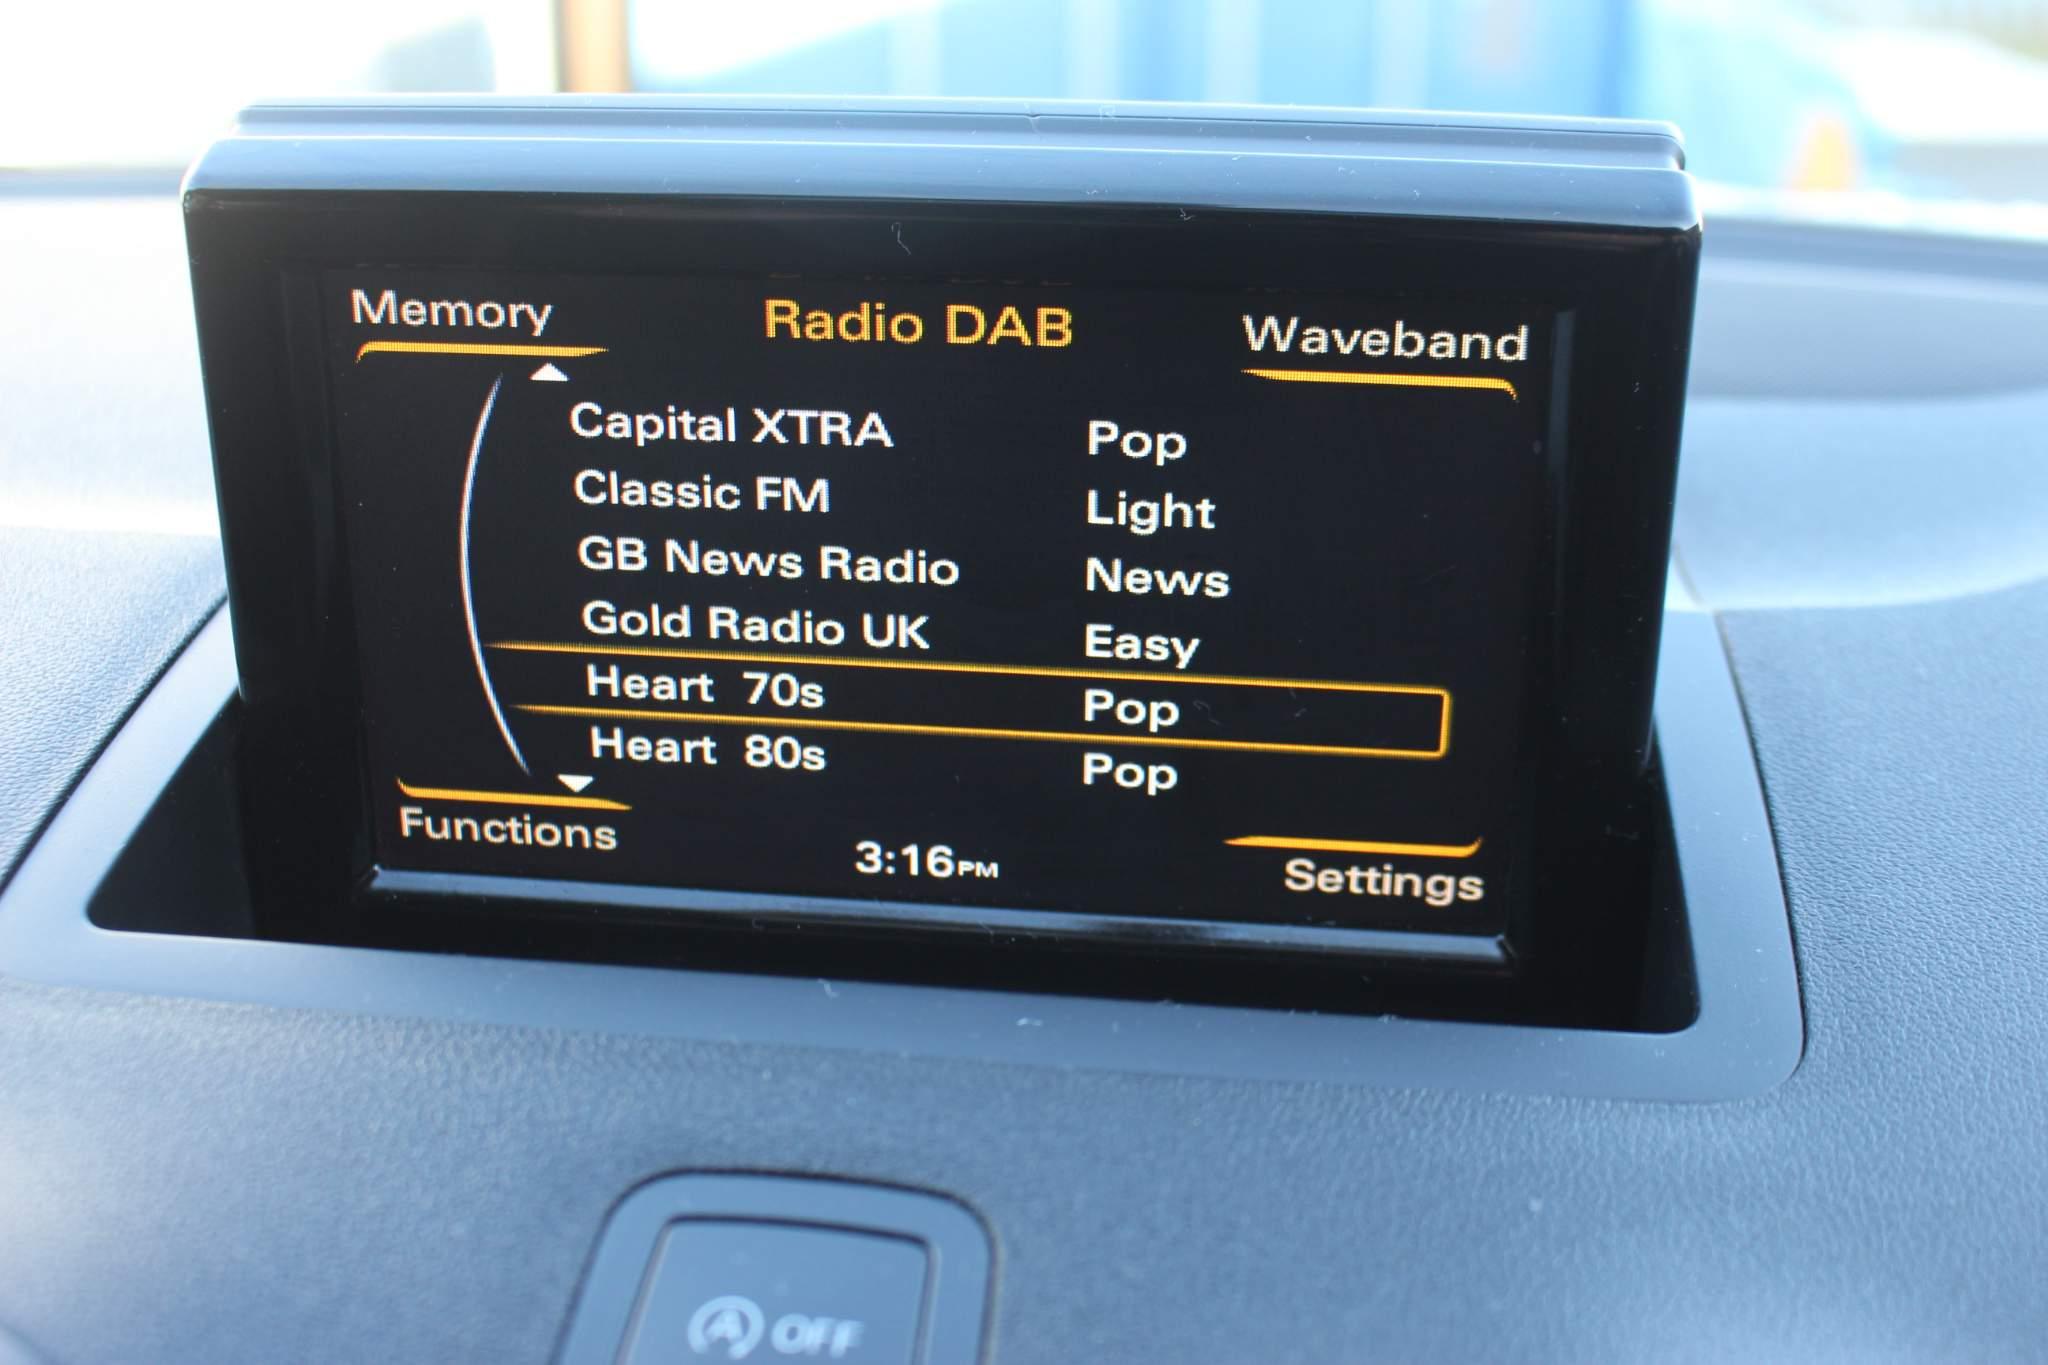 Memory Radio DAB Waveband
Capital XTRA Pop
Classic FM Light
GB News Radio News
Gold Radio UK Easy
Heart 70s Pop
Heart 80s Pop
Functions 3:16PM Settings
A OFF